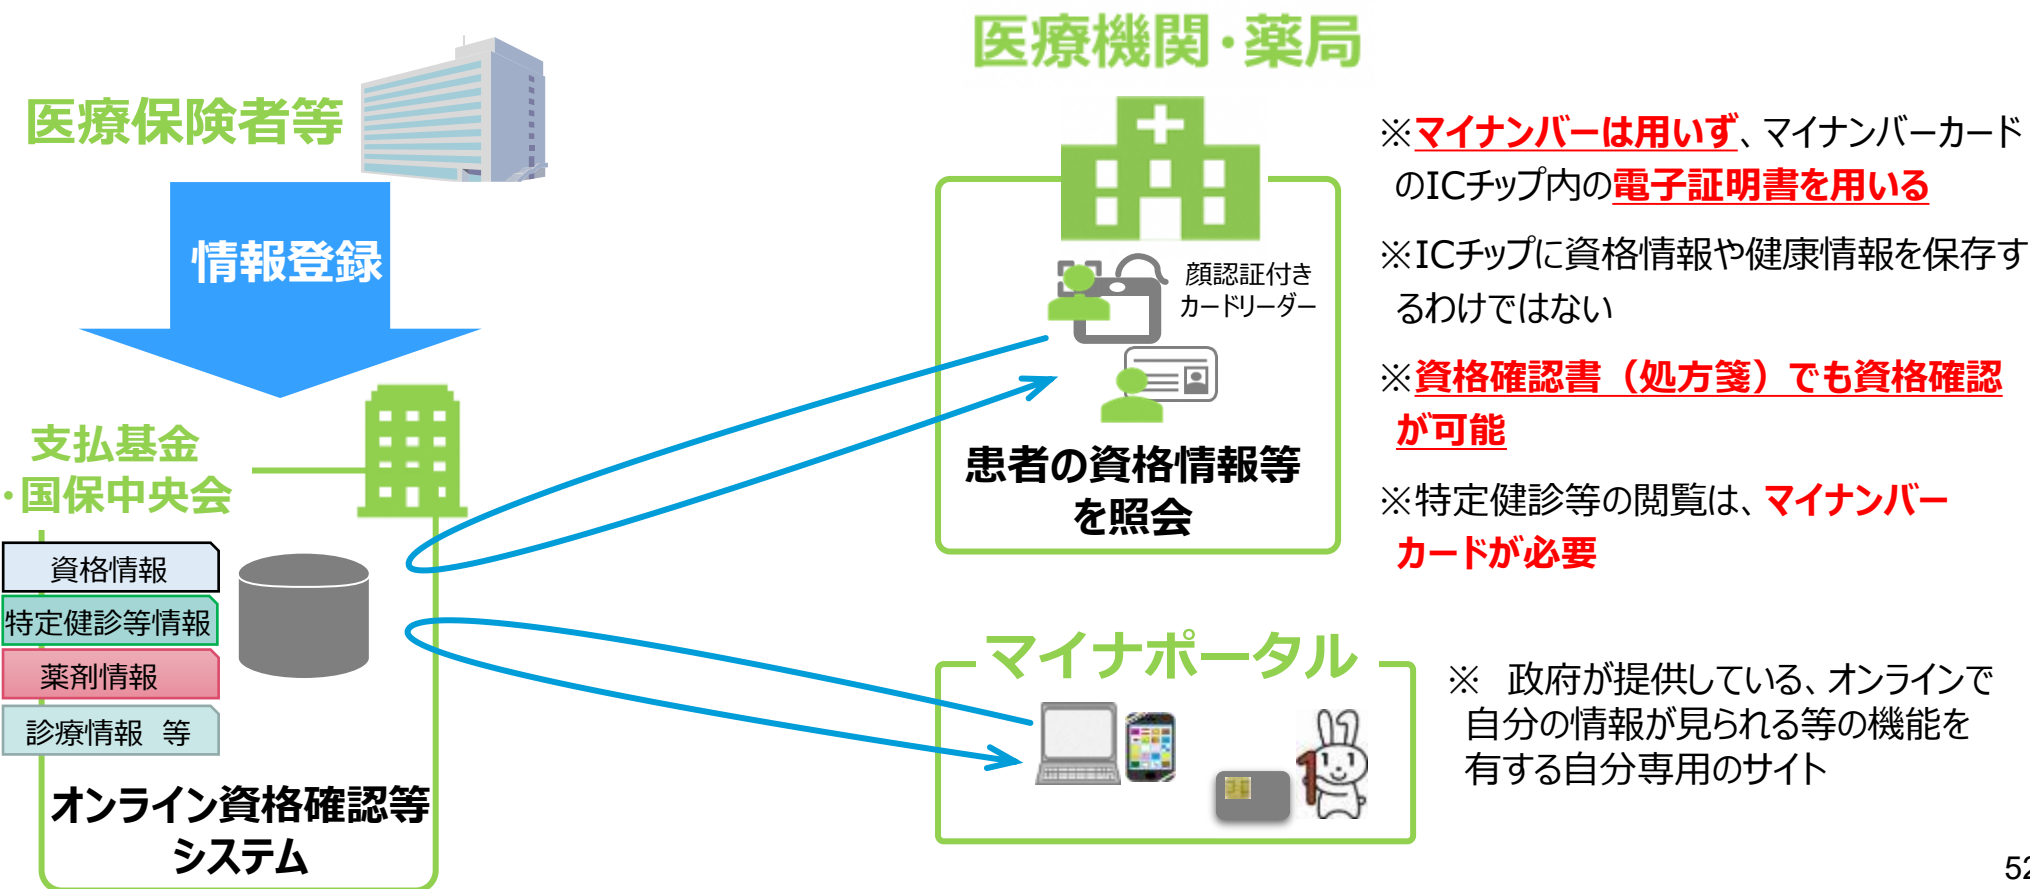 医療保険者等
情報登録
支払基金
・国保中央会
資格情報
特定健診等情報
薬剤情報
診療情報 等
オンライン資格確認等
システム
医療機関・薬局
顔認証付き
カードリーダー
患者の資格情報等
を照会
※マイナンバーは用いず、マイナンバーカード
のICチップ内の電子証明書を用いる
※ICチップに資格情報や健康情報を保存す
るわけではない
※資格確認書（処方箋）でも資格確認
が可能
※特定健診等の閲覧は、マイナンバー
カードが必要
マイナポータル
※ 政府が提供している、オンラインで
自分の情報が見られる等の機能を
有する自分専用のサイト
52